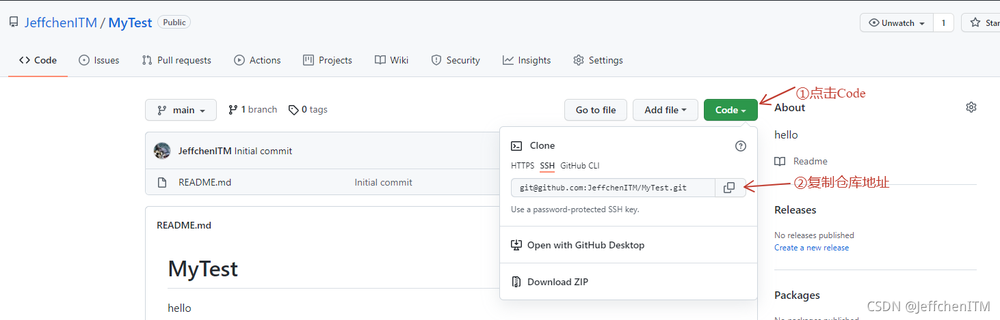 JeffchenITM / MyTest Public
Unwatch 1
Star
Code Issues Pull requests Actions Projects Wiki Security Insights Settings
main 1 branch 0 tags
Go to file Add file Code
①点击Code
JeffchenITM Initial commit
README.md Initial commit
Clone
HTTPS SSH GitHub CLI
git@github.com:JeffchenITM/MyTest.git
②复制仓库地址
Use a password-protected SSH key.
Open with GitHub Desktop
Download ZIP
README.md
MyTest
hello
About
hello
Readme
Releases
No releases published
Create a new release
Packages
No packages published
CSDN @JeffchenITM